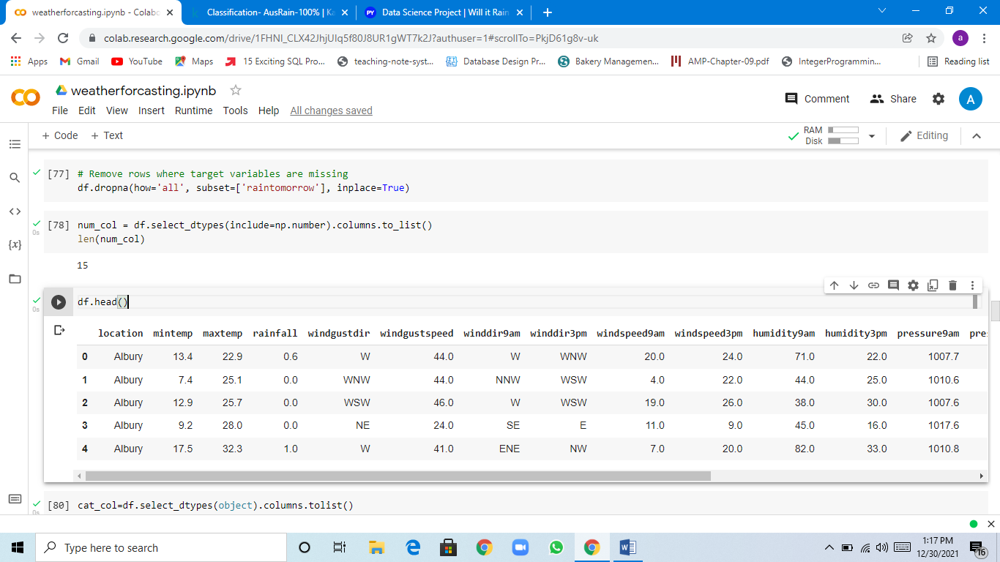 weatherforcasting.ipynb - Colabc
Classification- AusRain-100% | Ka
PY Data Science Project | Will it Rain
colab.research.google.com/drive/1FHNI_CLX42JhjUIq5f80J8UR1gWT7k2J?authuser=1#scrollTo=PkjD61g8v-uk
a
Apps Gmail YouTube Maps 15 Exciting SQL Pro... teaching-note-syst... Database Design Pr... Bakery Managemen... AMP-Chapter-09.pdf IntegerProgrammin... Reading list
weatherforcasting.ipynb
Comment Share A
File Edit View Insert Runtime Tools Help All changes saved
+ Code + Text
RAM
Disk
Editing
[77] # Remove rows where target variables are missing
df.dropna(how='all', subset=['raintomorrow'], inplace=True)
[78] num_col = df.select_dtypes(include=np.number).columns.to_list()
0s
len(num_col)
15
df.head()
0s
location mintemp maxtemp rainfall windgustdir windgustspeed winddir9am winddir3pm windspeed9am windspeed3pm humidity9am humidity3pm pressure9am pres
0 Albury 13.4 22.9 0.6 W 44.0 W WNW 20.0 24.0 71.0 22.0 1007.7
1 Albury 7.4 25.1 0.0 WNW 44.0 NNW WSW 4.0 22.0 44.0 25.0 1010.6
2 Albury 12.9 25.7 0.0 WSW 46.0 W WSW 19.0 26.0 38.0 30.0 1007.6
3 Albury 9.2 28.0 0.0 NE 24.0 SE E 11.0 9.0 45.0 16.0 1017.6
4 Albury 17.5 32.3 1.0 W 41.0 ENE NW 7.0 20.0 82.0 33.0 1010.8
[80] cat_col=df.select_dtypes(object).columns.tolist()
0s
Type here to search
1:17 PM
12/30/2021
16